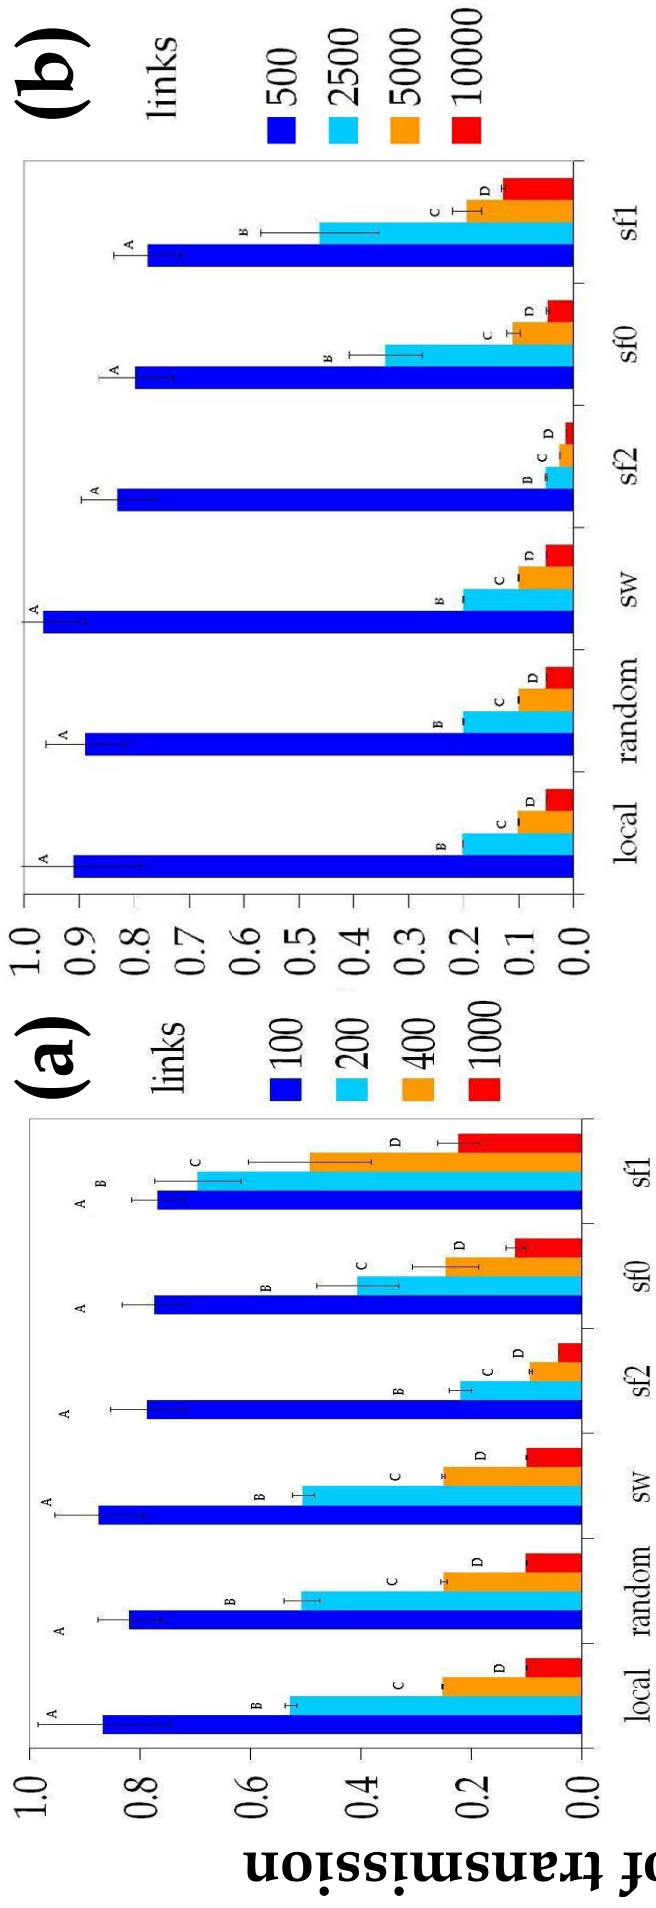 of transmission
(a)
1.0
0.8
0.6
0.4
0.2
0.0
A
B
C
D
A
B
C
D
A
B
C
D
A
B
C
D
A
B
C
D
A
B
C
D
local random sw sf2 sf0 sf1
links
100
200
400
1000
(b)
1.0
0.9
0.8
0.7
0.6
0.5
0.4
0.3
0.2
0.1
0.0
A
B
C
D
A
B
C
D
A
B
C
D
A
B
C
D
A
B
C
D
A
B
C
D
local random sw sf2 sf0 sf1
links
500
2500
5000
10000